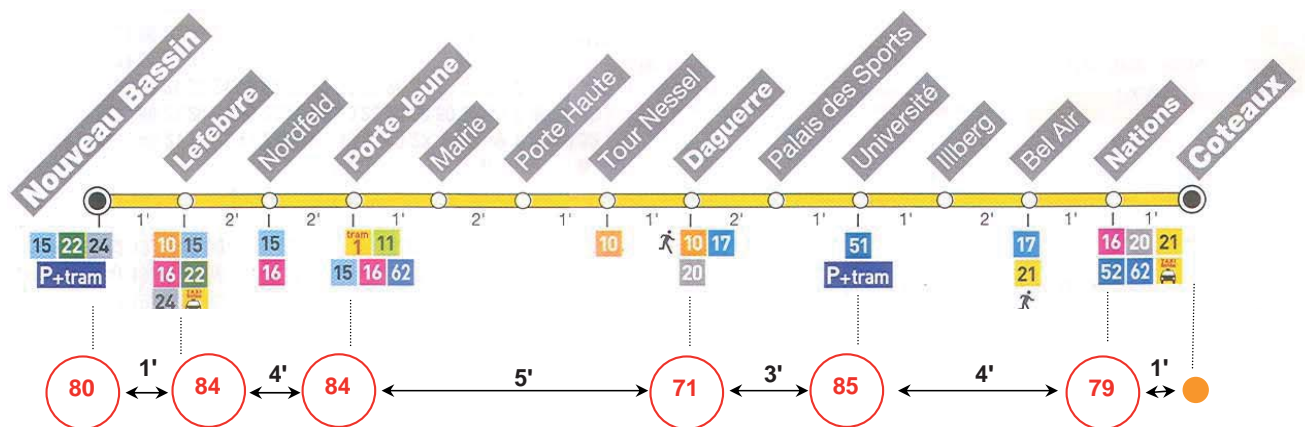 Nouveau Bassin
Lefebvre
Nordfeld
Porte Jeune
Mairie
Porte Haute
Tour Nessel
Daguerre
Palais des Sports
Université
Illberg
Bel Air
Nations
Coteaux
1' 2' 2' 1' 2' 1' 1' 2' 1' 1' 2' 1' 1'
15 22 24
P+tram
10 15
16 22
24 TAXI
15
16
tram 1 11
15 16 62
10
10 17
20
51
P+tram
17
21
16 20 21
52 62 TAXI
80 1' 84 4' 84 5' 71 3' 85 4' 79 1'